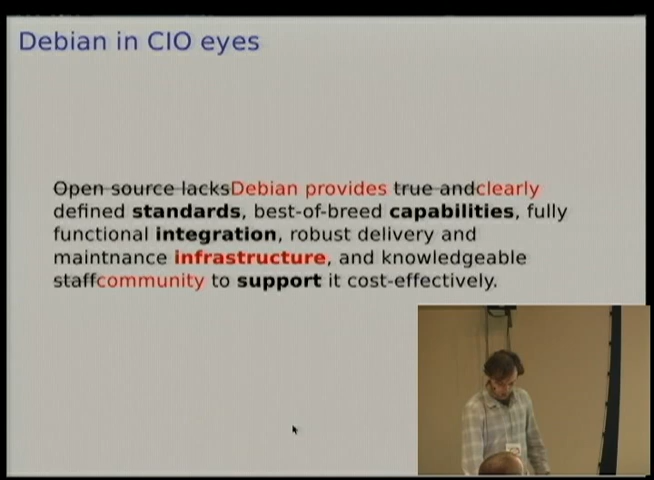 Debian in CIO eyes
Open source lacksDebian provides true andclearly
defined standards, best-of-breed capabilities, fully
functional integration, robust delivery and
maintnance infrastructure, and knowledgeable
staffcommunity to support it cost-effectively.